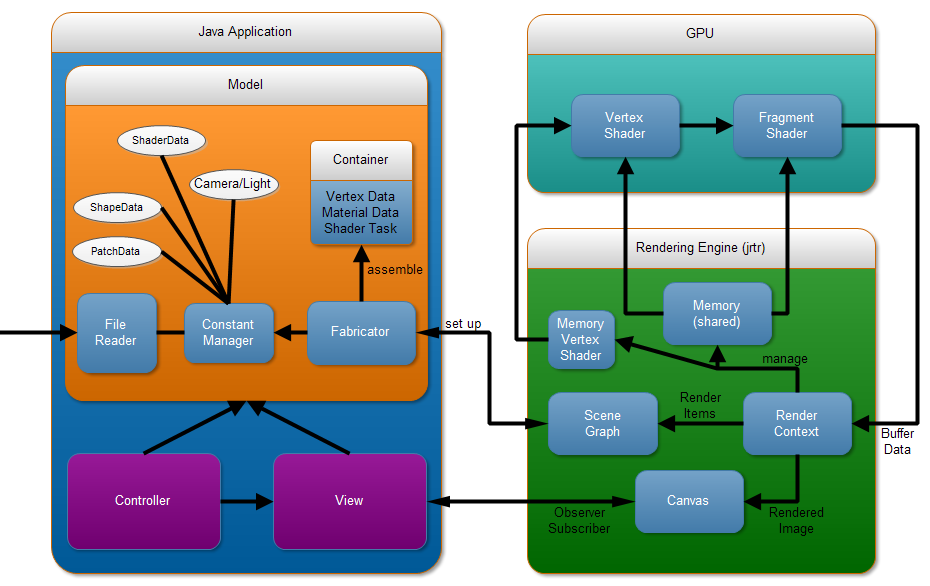 Java Application
Model
ShaderData
Camera/Light
ShapeData
PatchData
Container
Vertex Data
Material Data
Shader Task
assemble
File
Reader
Constant
Manager
Fabricator
Controller
View
set up
GPU
Vertex
Shader
Fragment
Shader
Rendering Engine (jrtr)
Memory
(shared)
Memory
Vertex
Shader
manage
Scene
Graph
Render
Items
Render
Context
Buffer
Data
Canvas
Observer
Subscriber
Rendered
Image